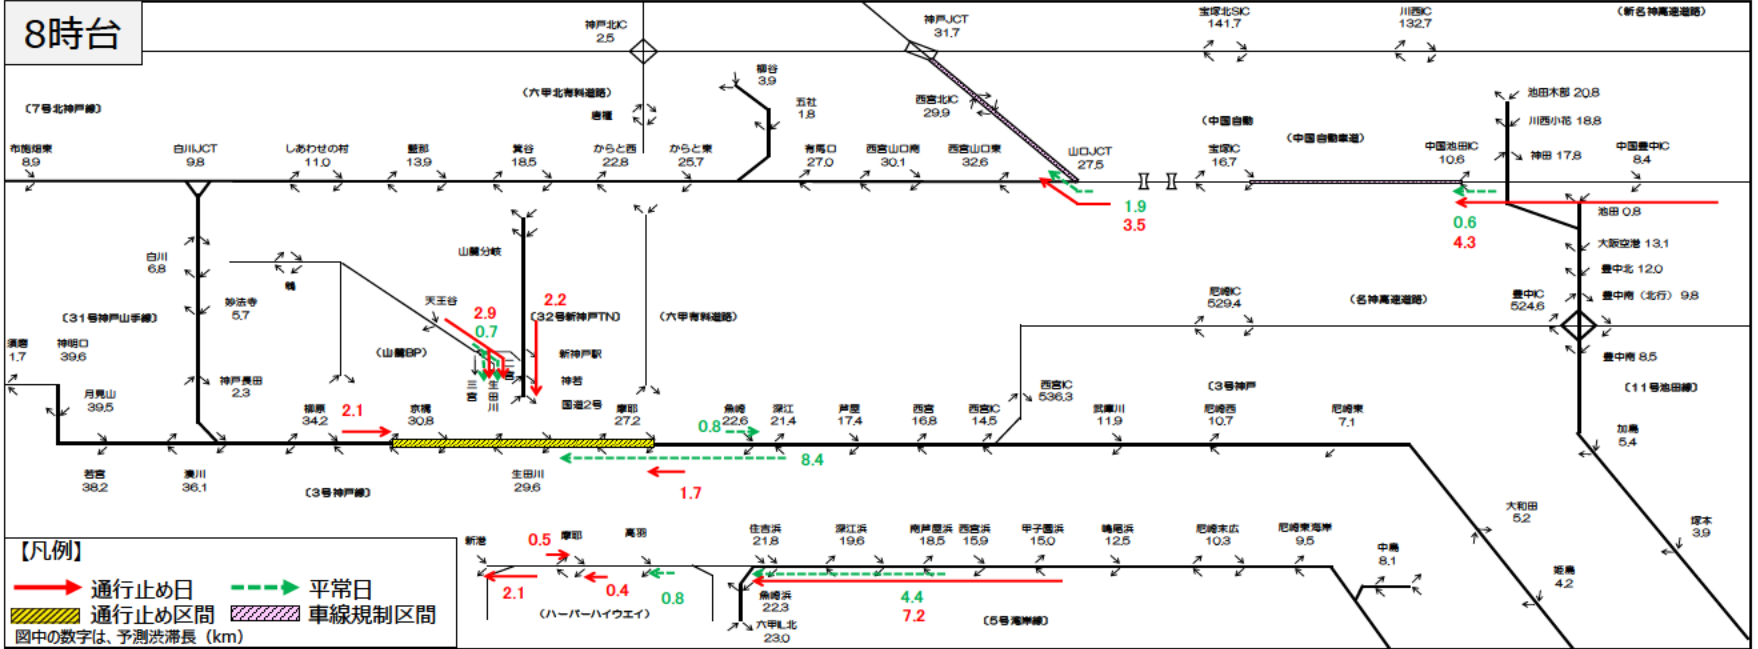 8時台
神戸北IC
2.5
神戸JCT
31.7
宝塚北SIC
141.7
川西IC
132.7
（新名神高速道路）
〔7号北神戸線〕
（六甲北有料道路）
唐櫃
柳谷
3.9
五社
1.8
西宮北IC
29.9
（中国自動
（中国自動車道）
池田木部 20.8
川西小花 18.8
神田 17.8
布施畑東
8.9
白川JCT
9.8
しあわせの村
11.0
藍那
13.9
箕谷
18.5
からと西
22.8
からと東
25.7
有馬口
27.0
西宮山口南
30.1
西宮山口東
32.6
山口JCT
27.5
宝塚IC
16.7
中国池田IC
10.6
中国豊中IC
8.4
1.9
3.5
0.6
4.3
池田 0.8
大阪空港 13.1
豊中北 12.0
豊中南（北行） 9.8
豊中IC
524.6
豊中南 8.5
〔11号池田線〕
白川
6.8
妙法寺
5.7
〔31号神戸山手線〕
鵯
天王谷
山麓分岐
2.9
0.7
2.2
〔32号新神戸TN〕
（六甲有料道路）
尼崎IC
529.4
（名神高速道路）
須磨
1.7
神明口
39.6
（山麓BP）
二宮
三宮
生田川
新神戸駅
神若
国道2号
月見山
39.5
神戸長田
2.3
柳原
34.2
2.1
京橋
30.8
摩耶
27.2
魚崎
22.6
深江
21.4
芦屋
17.4
西宮
16.8
西宮IC
14.5
西宮IC
536.3
〔3号神戸
武庫川
11.9
尼崎西
10.7
尼崎東
7.1
加島
5.4
0.8
8.4
1.7
若宮
38.2
湊川
36.1
〔3号神戸線〕
生田川
29.6
大和田
5.2
塚本
3.9
姫島
4.2
新港
0.5
摩耶
高羽
2.1
0.4
0.8
（ハーバーハイウエイ）
住吉浜
21.8
深江浜
19.6
南芦屋浜
18.5
西宮浜
15.9
甲子園浜
15.0
鳴尾浜
12.5
尼崎末広
10.3
尼崎東海岸
9.5
中島
8.1
魚崎浜
22.3
六甲IL北
23.0
4.4
7.2
〔5号湾岸線〕
【凡例】
通行止め日
平常日
通行止め区間
車線規制区間
図中の数字は、予測渋滞長（km）